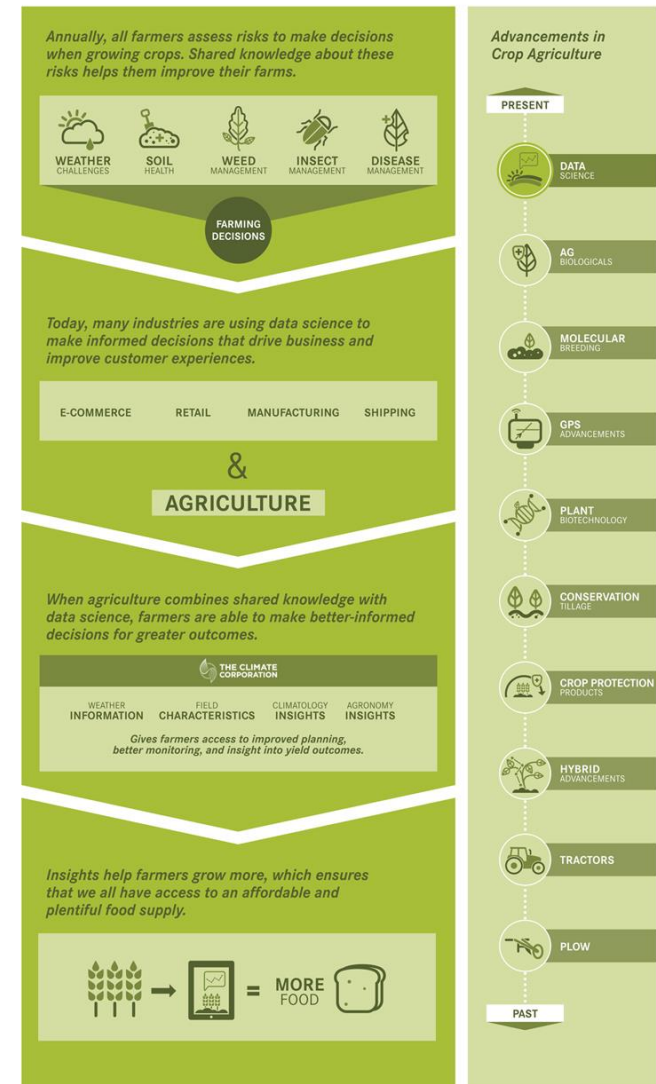 Annually, all farmers assess risks to make decisions
when growing crops. Shared knowledge about these
risks helps them improve their farms.
WEATHER
CHALLENGES
SOIL
HEALTH
WEED
MANAGEMENT
INSECT
MANAGEMENT
DISEASE
MANAGEMENT
FARMING
DECISIONS
Today, many industries are using data science to
make informed decisions that drive business and
improve customer experiences.
E-COMMERCE
RETAIL
MANUFACTURING
SHIPPING
&
AGRICULTURE
When agriculture combines shared knowledge with
data science, farmers are able to make better-informed
decisions for greater outcomes.
THE CLIMATE
CORPORATION
WEATHER
INFORMATION
FIELD
CHARACTERISTICS
CLIMATOLOGY
INSIGHTS
AGRONOMY
INSIGHTS
Gives farmers access to improved planning,
better monitoring, and insight into yield outcomes.
Insights help farmers grow more, which ensures
that we all have access to an affordable and
plentiful food supply.
=
MORE
FOOD
Advancements in
Crop Agriculture
PRESENT
DATA
SCIENCE
AG
BIOLOGICALS
MOLECULAR
BREEDING
GPS
ADVANCEMENTS
PLANT
BIOTECHNOLOGY
CONSERVATION
TILLAGE
CROP PROTECTION
PRODUCTS
HYBRID
ADVANCEMENTS
TRACTORS
PLOW
PAST